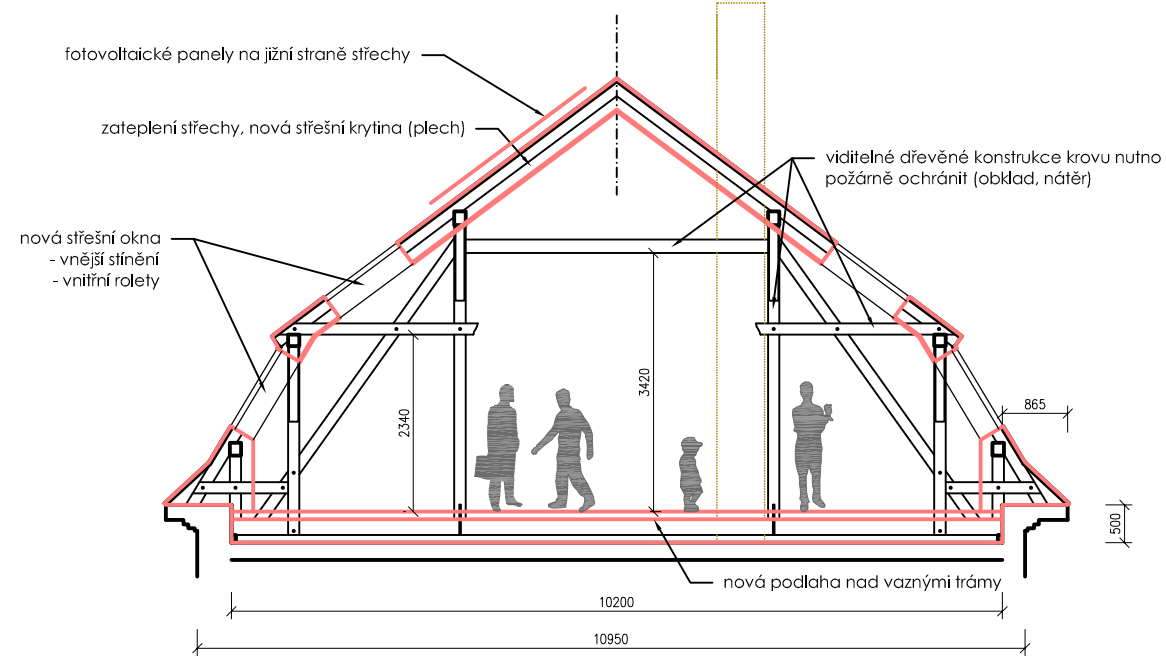 fotovoltaické panely na jižní straně střechy
zateplení střechy, nová střešní krytina (plech)
viditelné dřevěné konstrukce krovu nutno
požárně ochránit (obklad, nátěr)
nová střešní okna
- vnější stínění
- vnitřní rolety
2340
3420
865
500
nová podlaha nad vaznými trámy
10200
10950